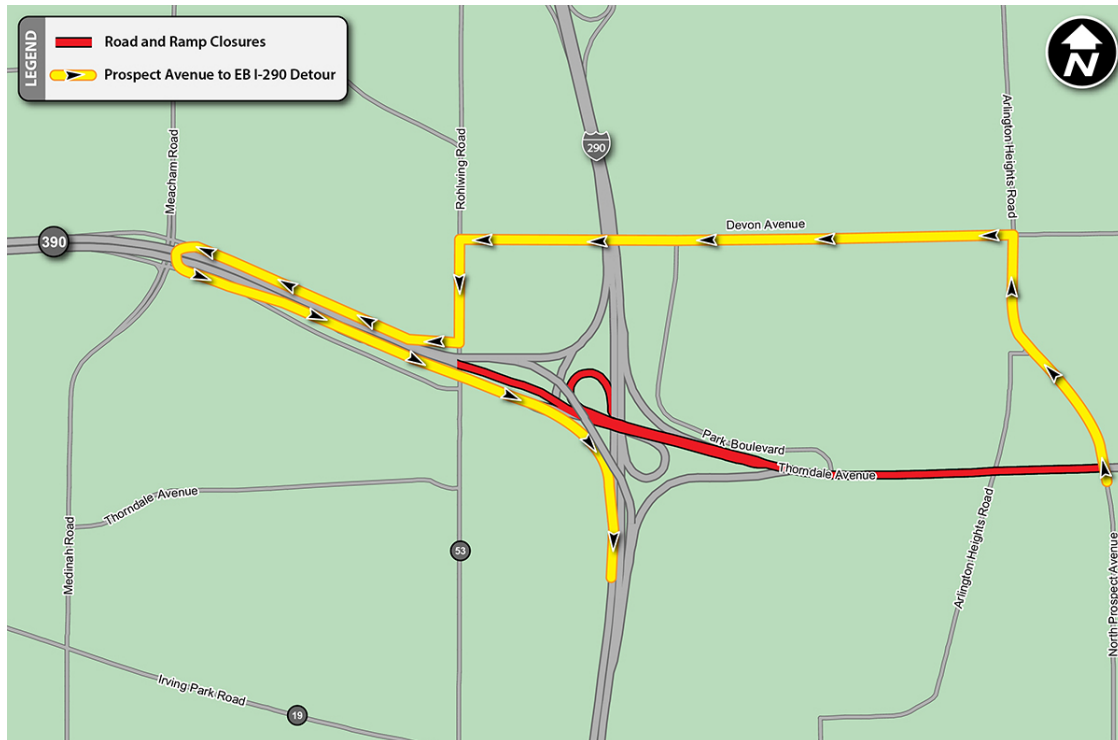 LEGEND
Road and Ramp Closures
Prospect Avenue to EB I-290 Detour
N
Meacham Road
Rohlwing Road
290
Arlington Heights Road
Devon Avenue
390
Park Boulevard
Thorndale Avenue
Thorndale Avenue
Medinah Road
53
Arlington Heights Road
North Prospect Avenue
Irving Park Road
19